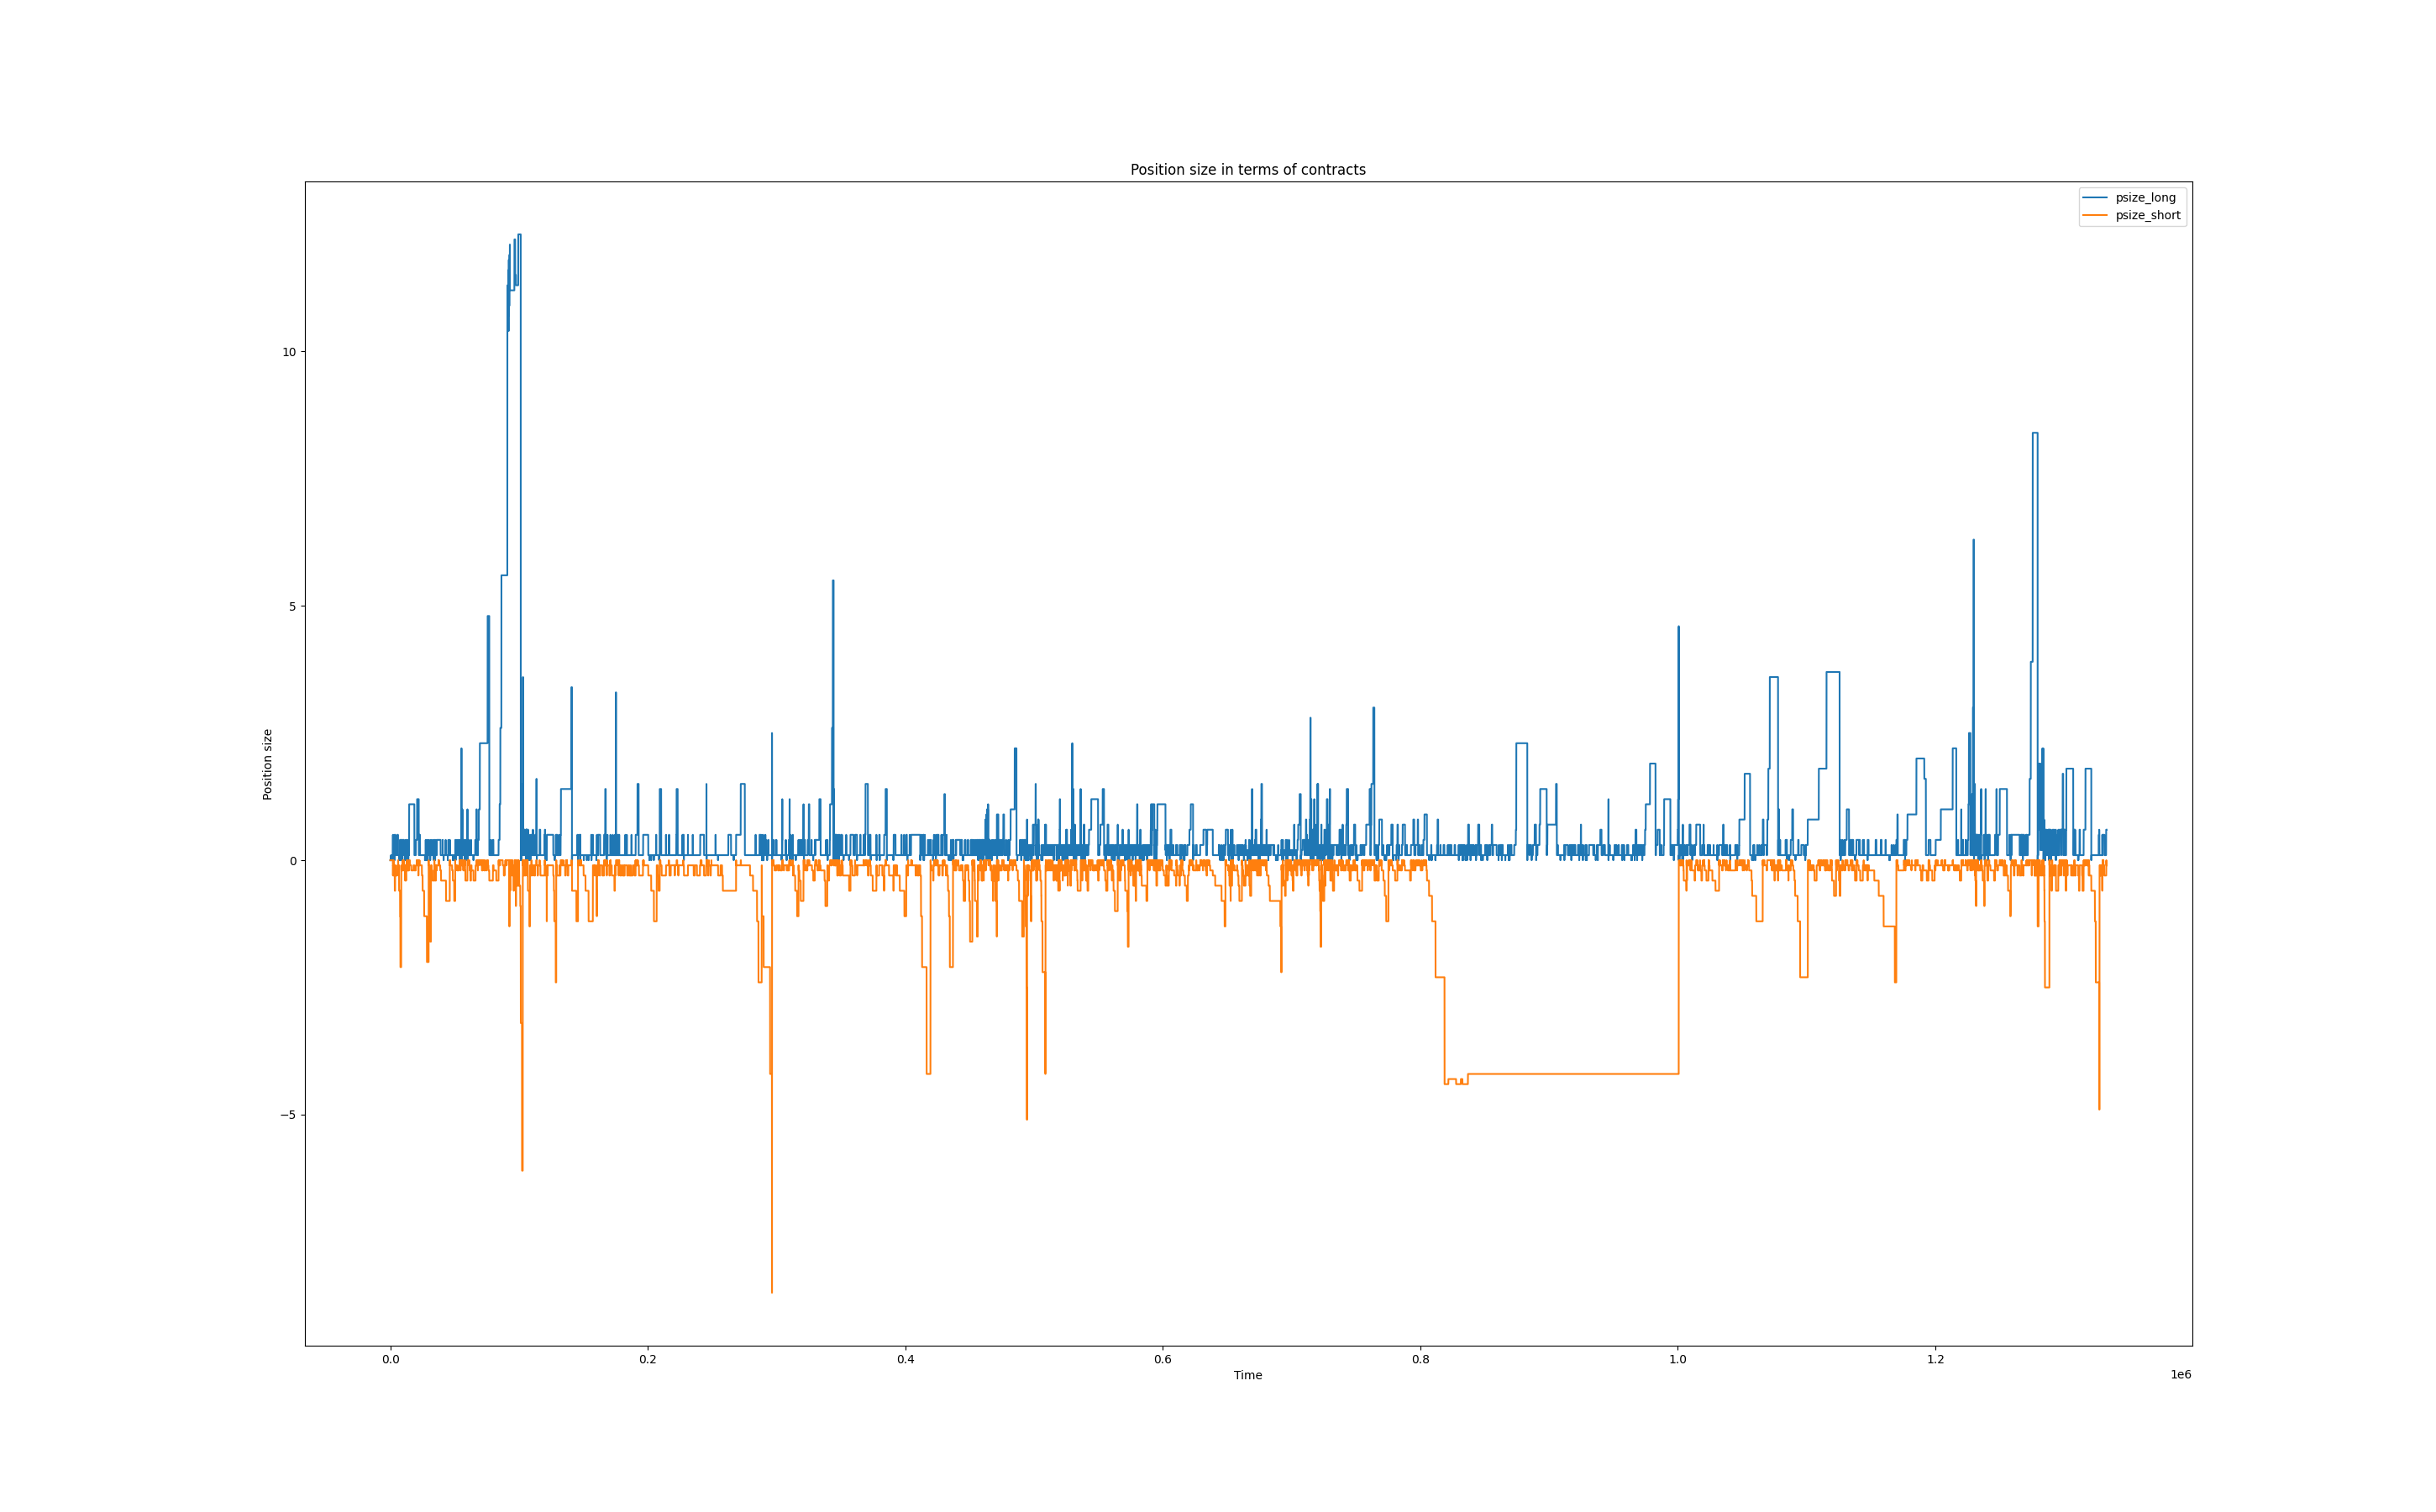 Position size in terms of contracts
psize_long
psize_short
Position size
10
5
0
−5
0.0 0.2 0.4 0.6 0.8 1.0 1.2
Time
1e6